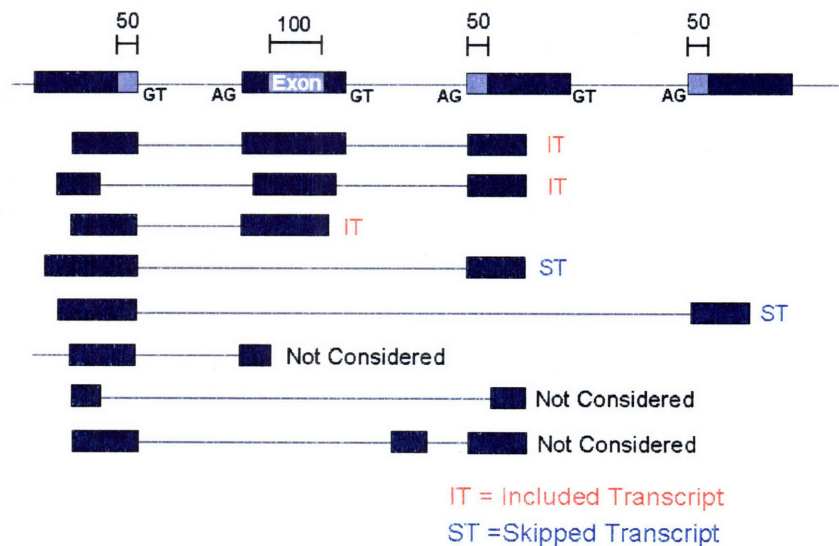 50 100 50 50
Exon
GT AG GT AG GT AG
IT
IT
IT
ST
ST
Not Considered
Not Considered
Not Considered
IT = Included Transcript
ST =Skipped Transcript